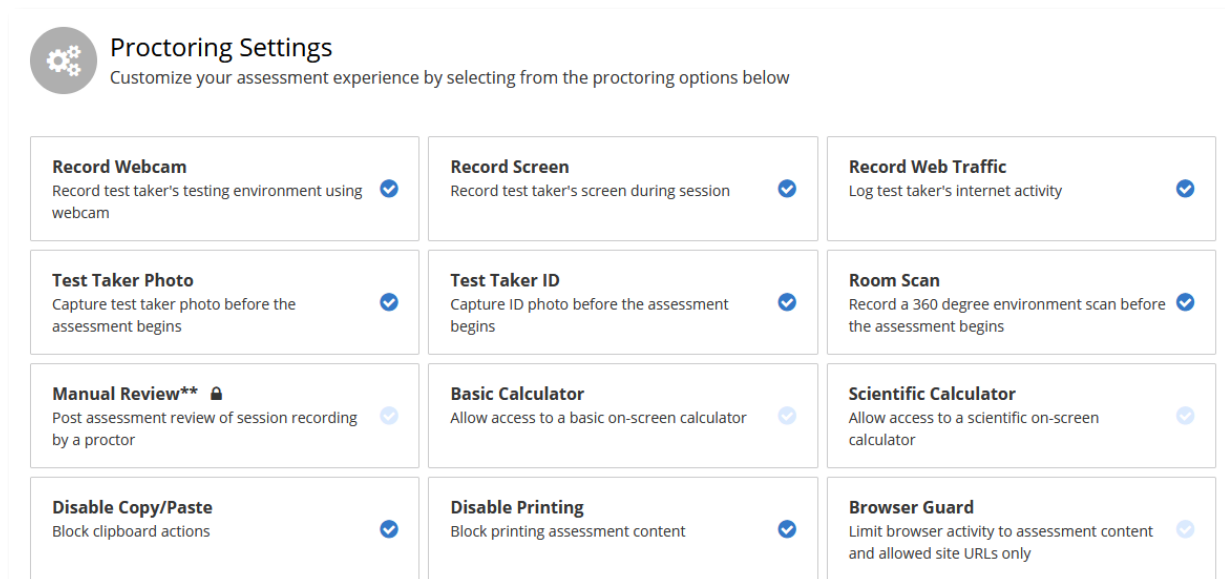 Proctoring Settings
Customize your assessment experience by selecting from the proctoring options below
Record Webcam
Record test taker's testing environment using
webcam
Record Screen
Record test taker's screen during session
Record Web Traffic
Log test taker's internet activity
Test Taker Photo
Capture test taker photo before the
assessment begins
Test Taker ID
Capture ID photo before the assessment
begins
Room Scan
Record a 360 degree environment scan before
the assessment begins
Manual Review**
Post assessment review of session recording
by a proctor
Basic Calculator
Allow access to a basic on-screen calculator
Scientific Calculator
Allow access to a scientific on-screen
calculator
Disable Copy/Paste
Block clipboard actions
Disable Printing
Block printing assessment content
Browser Guard
Limit browser activity to assessment content
and allowed site URLs only